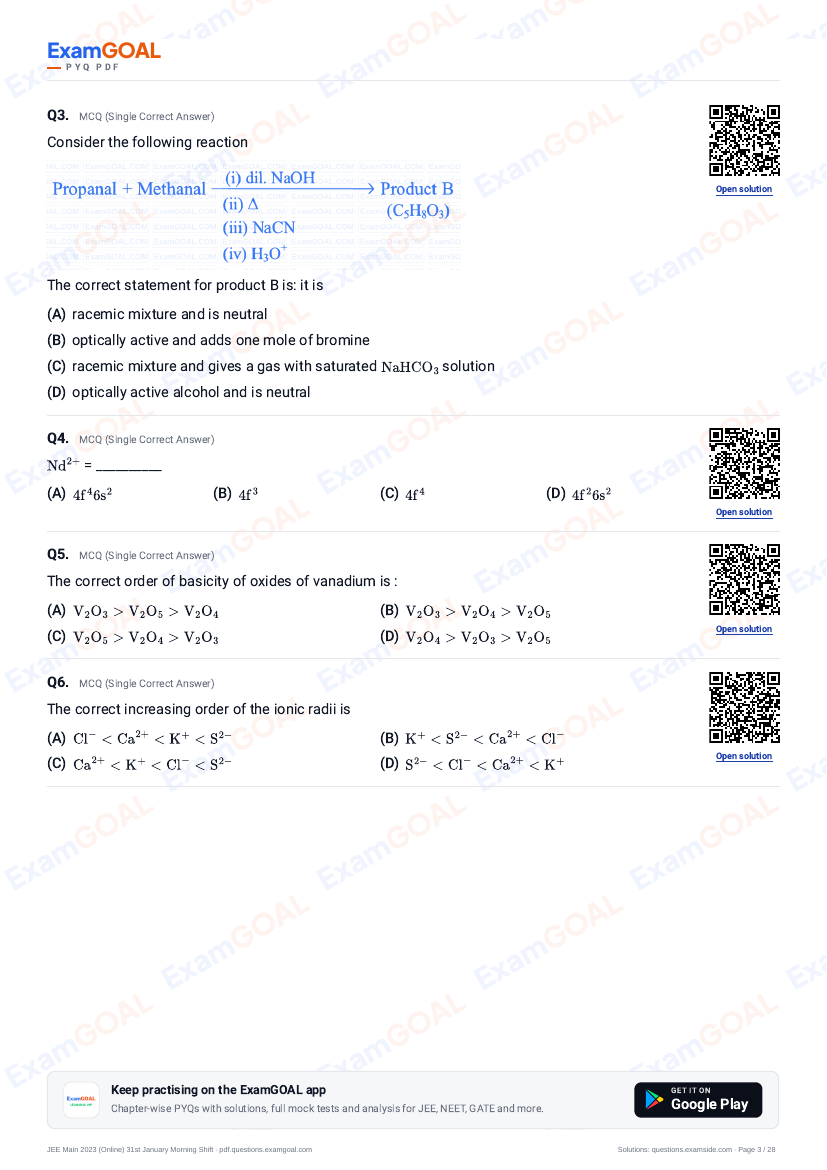 ExamGOAL
PYQ PDF
Q3. MCQ (Single Correct Answer)
Consider the following reaction
Propanal + Methanal (i) dil. NaOH → Product B
(ii) Δ (C₅H₈O₃)
(iii) NaCN
(iv) H₃O⁺
Open solution
The correct statement for product B is: it is
(A) racemic mixture and is neutral
(B) optically active and adds one mole of bromine
(C) racemic mixture and gives a gas with saturated NaHCO₃ solution
(D) optically active alcohol and is neutral
Q4. MCQ (Single Correct Answer)
Nd²⁺ = __________
(A) 4f⁴6s² (B) 4f³ (C) 4f⁴ (D) 4f²6s²
Open solution
Q5. MCQ (Single Correct Answer)
The correct order of basicity of oxides of vanadium is :
(A) V₂O₃ > V₂O₅ > V₂O₄ (B) V₂O₃ > V₂O₄ > V₂O₅
(C) V₂O₅ > V₂O₄ > V₂O₃ (D) V₂O₄ > V₂O₃ > V₂O₅
Open solution
Q6. MCQ (Single Correct Answer)
The correct increasing order of the ionic radii is
(A) Cl⁻ < Ca²⁺ < K⁺ < S²⁻ (B) K⁺ < S²⁻ < Ca²⁺ < Cl⁻
(C) Ca²⁺ < K⁺ < Cl⁻ < S²⁻ (D) S²⁻ < Cl⁻ < Ca²⁺ < K⁺
Open solution
ExamGOAL
Keep practising on the ExamGOAL app
Chapter-wise PYQs with solutions, full mock tests and analysis for JEE, NEET, GATE and more.
GET IT ON
Google Play
JEE Main 2023 (Online) 31st January Morning Shift · pdf.questions.examgoal.com
Solutions: questions.examside.com · Page 3 / 28